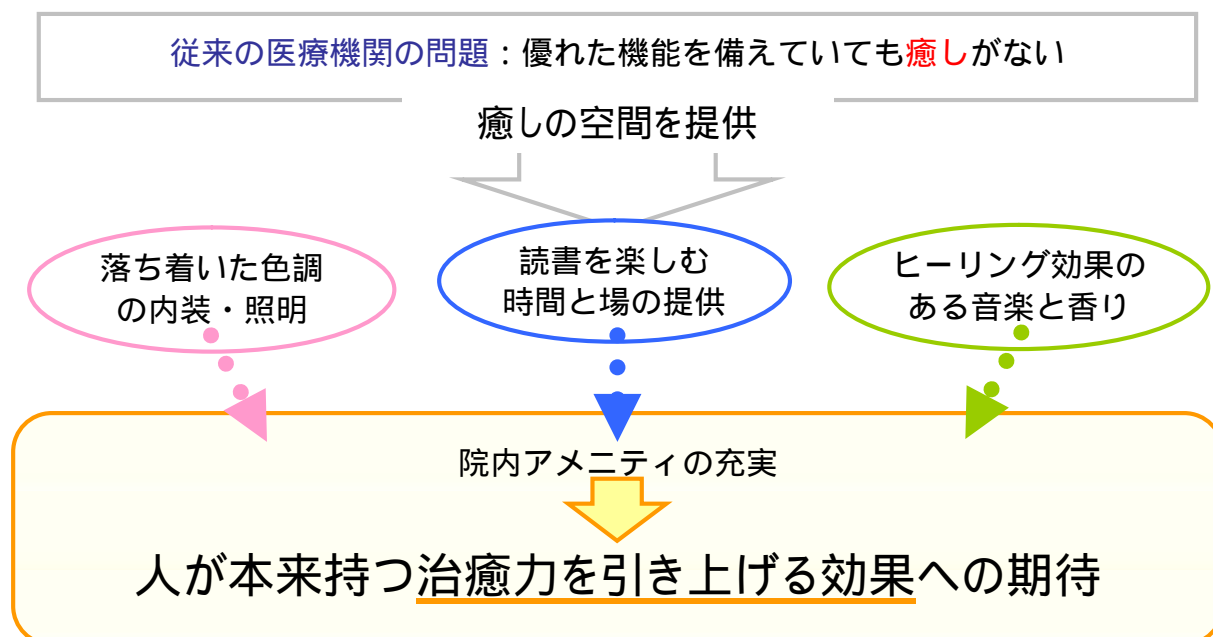 従来の医療機関の問題：優れた機能を備えていても癒しがない
癒しの空間を提供
落ち着いた色調
の内装・照明
読書を楽しむ
時間と場の提供
ヒーリング効果の
ある音楽と香り
院内アメニティの充実
人が本来持つ治癒力を引き上げる効果への期待